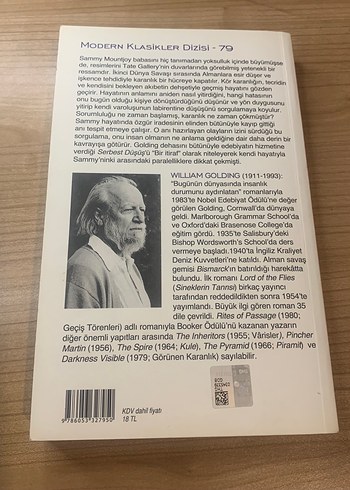 MODERN KLASİKLER DİZİSİ - 79
Sammy Mountjoy babasını hiç tanımadan yoksulluk içinde büyümüşse
de, resimlerini Tate Gallery'nin duvarlarında görebilmiş yetenekli bir
ressamdır. İkinci Dünya Savaşı sırasında Almanlara esir düşer ve
işkence tehdidiyle karanlık bir hücreye kapatılır. Kör karanlığın, tecridin
ve kendisini bekleyen akıbetin dehşetiyle geçmiş hayatını gözden
geçirir. Hayatının anlamını aniden nasıl yitirdiğini, hangi hatasının
onu bugün olduğu kişiye dönüştürdüğünü düşünür ve yön duygusunu
yitirip kendi varoluşunun labirentine düşüşünü sorgulamaya koyulur.
Sorumluluğu ne zaman başlamış, karanlık ne zaman çökmüştür?
Sammy hayatında özgür iradesinin elinden bütünüyle kayıp gittiği
anı tespit etmeye çalışır. O anı hazırlayan olayların izini sürdüğü bu
sorgulama, onu insan olmanın ne anlama geldiğine dair daha derin bir
kavrayışa götürür. Golding dehasını bütünüyle edebiyatın hizmetine
verdiği Serbest Düşüş'ü "Bir itiraf" olarak niteleyerek kendi hayatıyla
Sammy'ninki arasındaki paralelliklere dikkat çekmişti.
WILLIAM GOLDING (1911-1993):
"Bugünün dünyasında insanlık
durumunu aydınlatan" romanlarıyla
1983'te Nobel Edebiyat Ödülü'ne değer
görülen Golding, Cornwall'da dünyaya
geldi. Marlborough Grammar School'da
ve Oxford'daki Brasenose College'da
eğitim gördü. 1935'te Salisbury'deki
Bishop Wordsworth's School'da ders
vermeye başladı.1940'ta İngiliz Kraliyet
Deniz Kuvvetleri'ne katıldı. Alman savaş
gemisi Bismarck'ın batırıldığı harekâtta
bulundu. İlk romanı Lord of the Flies
(Sineklerin Tanrısı) birkaç yayıncı
tarafından reddedildikten sonra 1954'te
yayımlandı. Büyük ilgi gören roman 35
dile çevrildi. Rites of Passage (1980;
Geçiş Törenleri) adlı romanıyla Booker Ödülü'nü kazanan yazarın
diğer önemli yapıtları arasında The Inheritors (1955; Vârisler), Pincher
Martin (1956), The Spire (1964; Kule), The Pyramid (1966; Piramit) ve
Darkness Visible (1979; Görünen Karanlık) sayılabilir.
KDV dahil fiyatı
18 TL
9786053327950